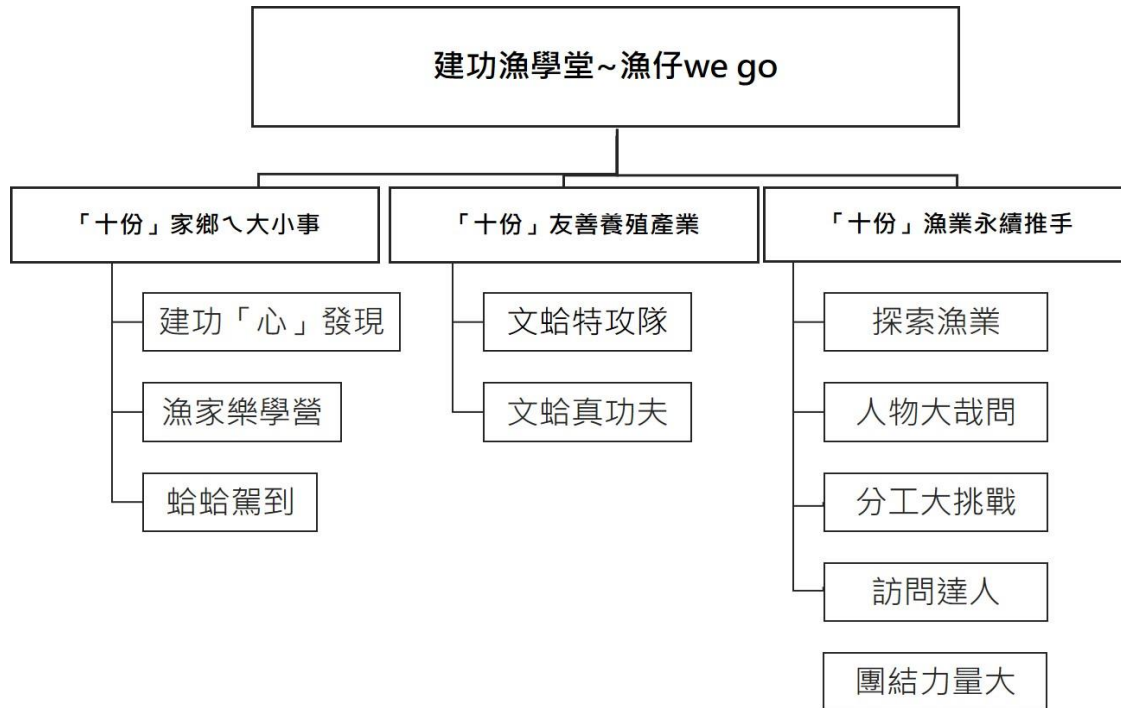 建功漁學堂~漁仔we go
「十份」家鄉ㄟ大小事
建功「心」發現
漁家樂學營
蛤蛤駕到
「十份」友善養殖產業
文蛤特攻隊
文蛤真功夫
「十份」漁業永續推手
探索漁業
人物大哉問
分工大挑戰
訪問達人
團結力量大